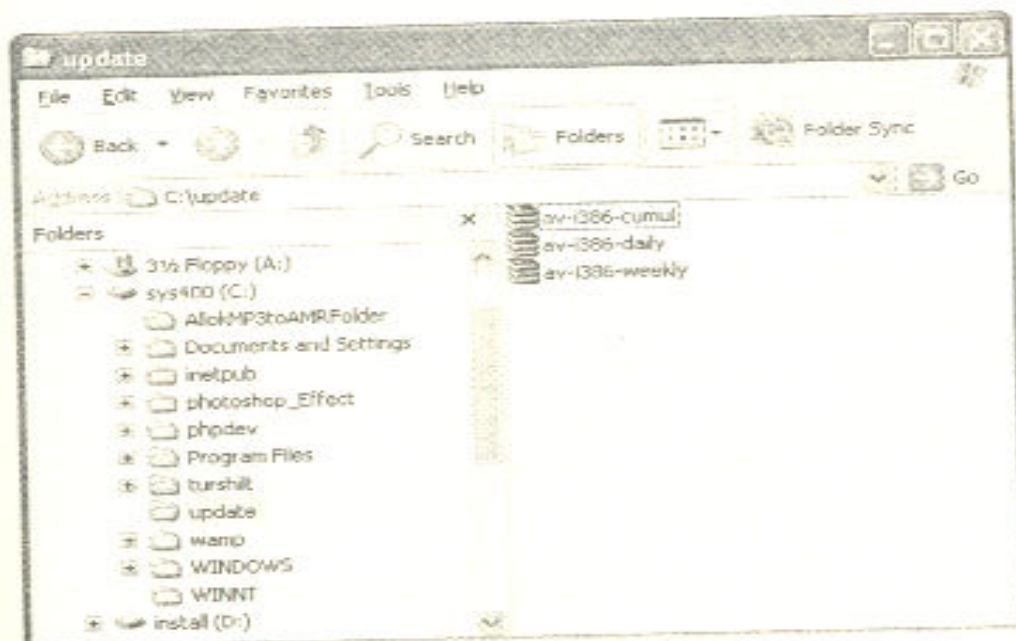 update
File Edit View Favorites Tools Help
Back Search Folders Folder Sync
Address C:\update Go
Folders
av-i386-cumul
av-i386-daily
av-i386-weekly
3½ Floppy (A:)
sys400 (C:)
AllokMP3toAMRFolder
Documents and Settings
inetpub
photoshop_Effect
phpdev
Program Files
turshilt
update
wamp
WINDOWS
WINNT
install (D:)